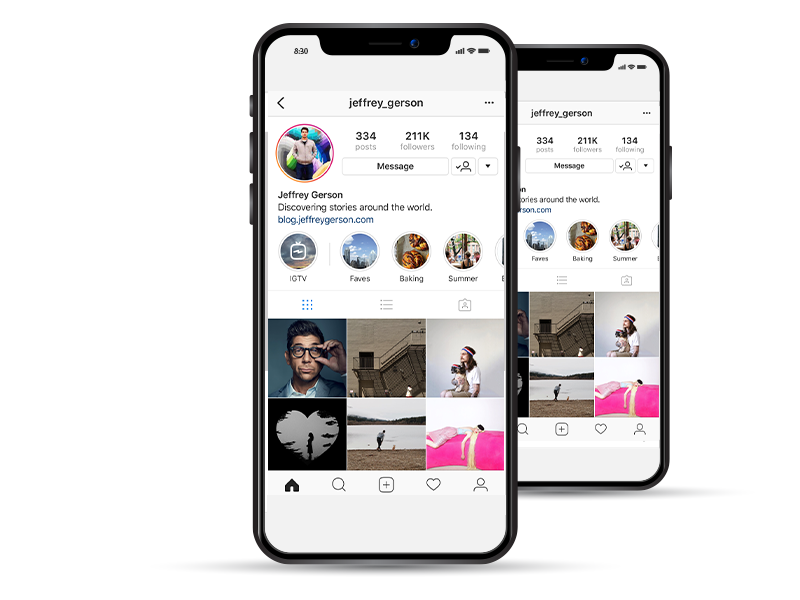 8:30
jeffrey_gerson
334 211K 134
posts followers following
Message
Jeffrey Gerson
Discovering stories around the world.
blog.jeffreygerson.com
IGTV Faves Baking Summer E
jeffrey_gerson
334 211K 134
posts followers following
Message
s around the world.
rson.com
Faves Baking Summer